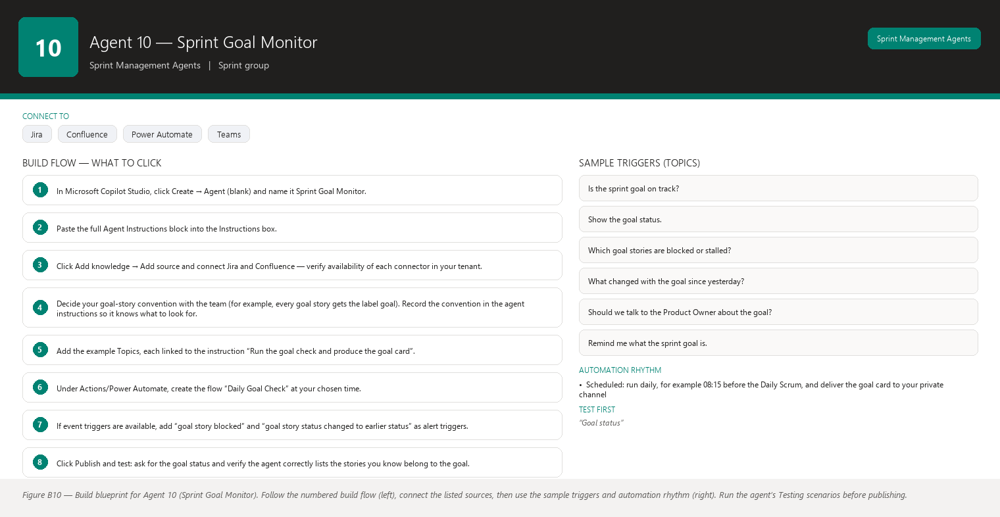 10
Agent 10 — Sprint Goal Monitor
Sprint Management Agents | Sprint group
Sprint Management Agents
CONNECT TO
Jira
Confluence
Power Automate
Teams
BUILD FLOW — WHAT TO CLICK
1
In Microsoft Copilot Studio, click Create → Agent (blank) and name it Sprint Goal Monitor.
2
Paste the full Agent Instructions block into the Instructions box.
3
Click Add knowledge → Add source and connect Jira and Confluence — verify availability of each connector in your tenant.
4
Decide your goal-story convention with the team (for example, every goal story gets the label goal). Record the convention in the agent
instructions so it knows what to look for.
5
Add the example Topics, each linked to the instruction “Run the goal check and produce the goal card”.
6
Under Actions/Power Automate, create the flow “Daily Goal Check” at your chosen time.
7
If event triggers are available, add “goal story blocked” and “goal story status changed to earlier status” as alert triggers.
8
Click Publish and test: ask for the goal status and verify the agent correctly lists the stories you know belong to the goal.
SAMPLE TRIGGERS (TOPICS)
Is the sprint goal on track?
Show the goal status.
Which goal stories are blocked or stalled?
What changed with the goal since yesterday?
Should we talk to the Product Owner about the goal?
Remind me what the sprint goal is.
AUTOMATION RHYTHM
• Scheduled: run daily, for example 08:15 before the Daily Scrum, and deliver the goal card to your private
channel
TEST FIRST
“Goal status”
Figure B10 — Build blueprint for Agent 10 (Sprint Goal Monitor). Follow the numbered build flow (left), connect the listed sources, then use the sample triggers and automation rhythm (right). Run the agent's Testing scenarios before publishing.